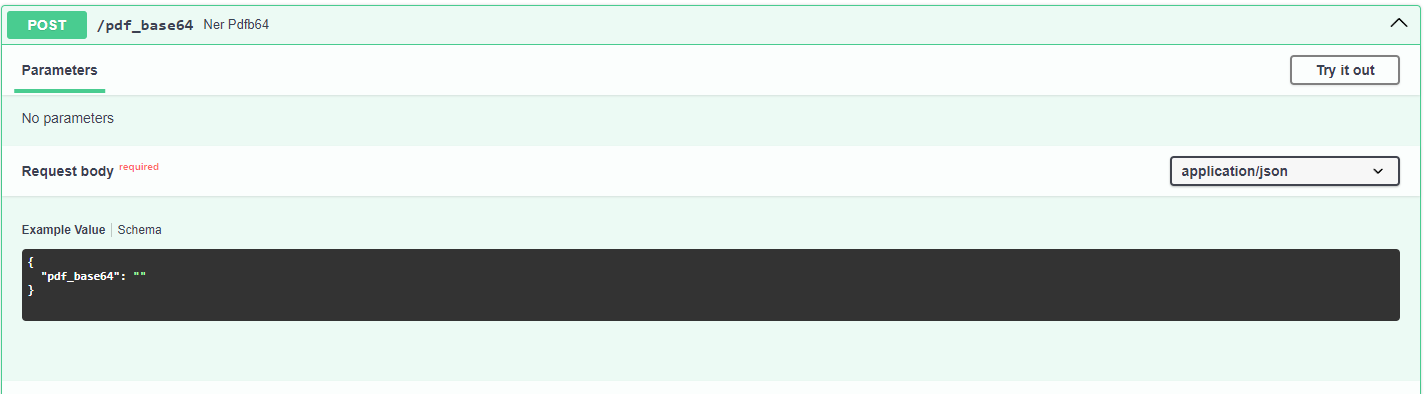 POST /pdf_base64 Ner Pdfb64
Parameters Try it out
No parameters
Request body required application/json
Example Value Schema
{
"pdf_base64": ""
}